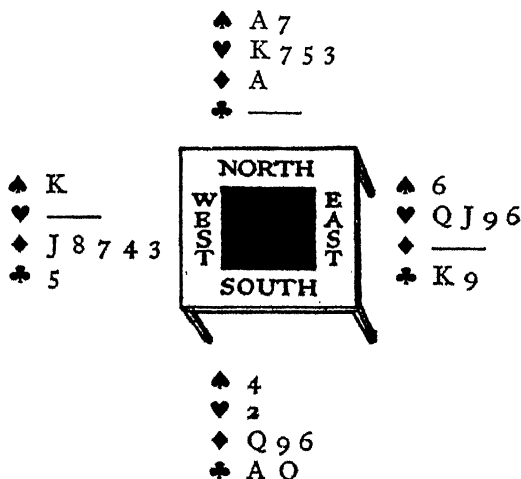 ♠ A 7
♥ K 7 5 3
♦ A
♣ ——
NORTH
♠ K
♥ ——
♦ J 8 7 4 3
♣ 5
WEST
EAST
♠ 6
♥ Q J 9 6
♦ ——
♣ K 9
SOUTH
♠ 4
♥ 2
♦ Q 9 6
♣ A Q